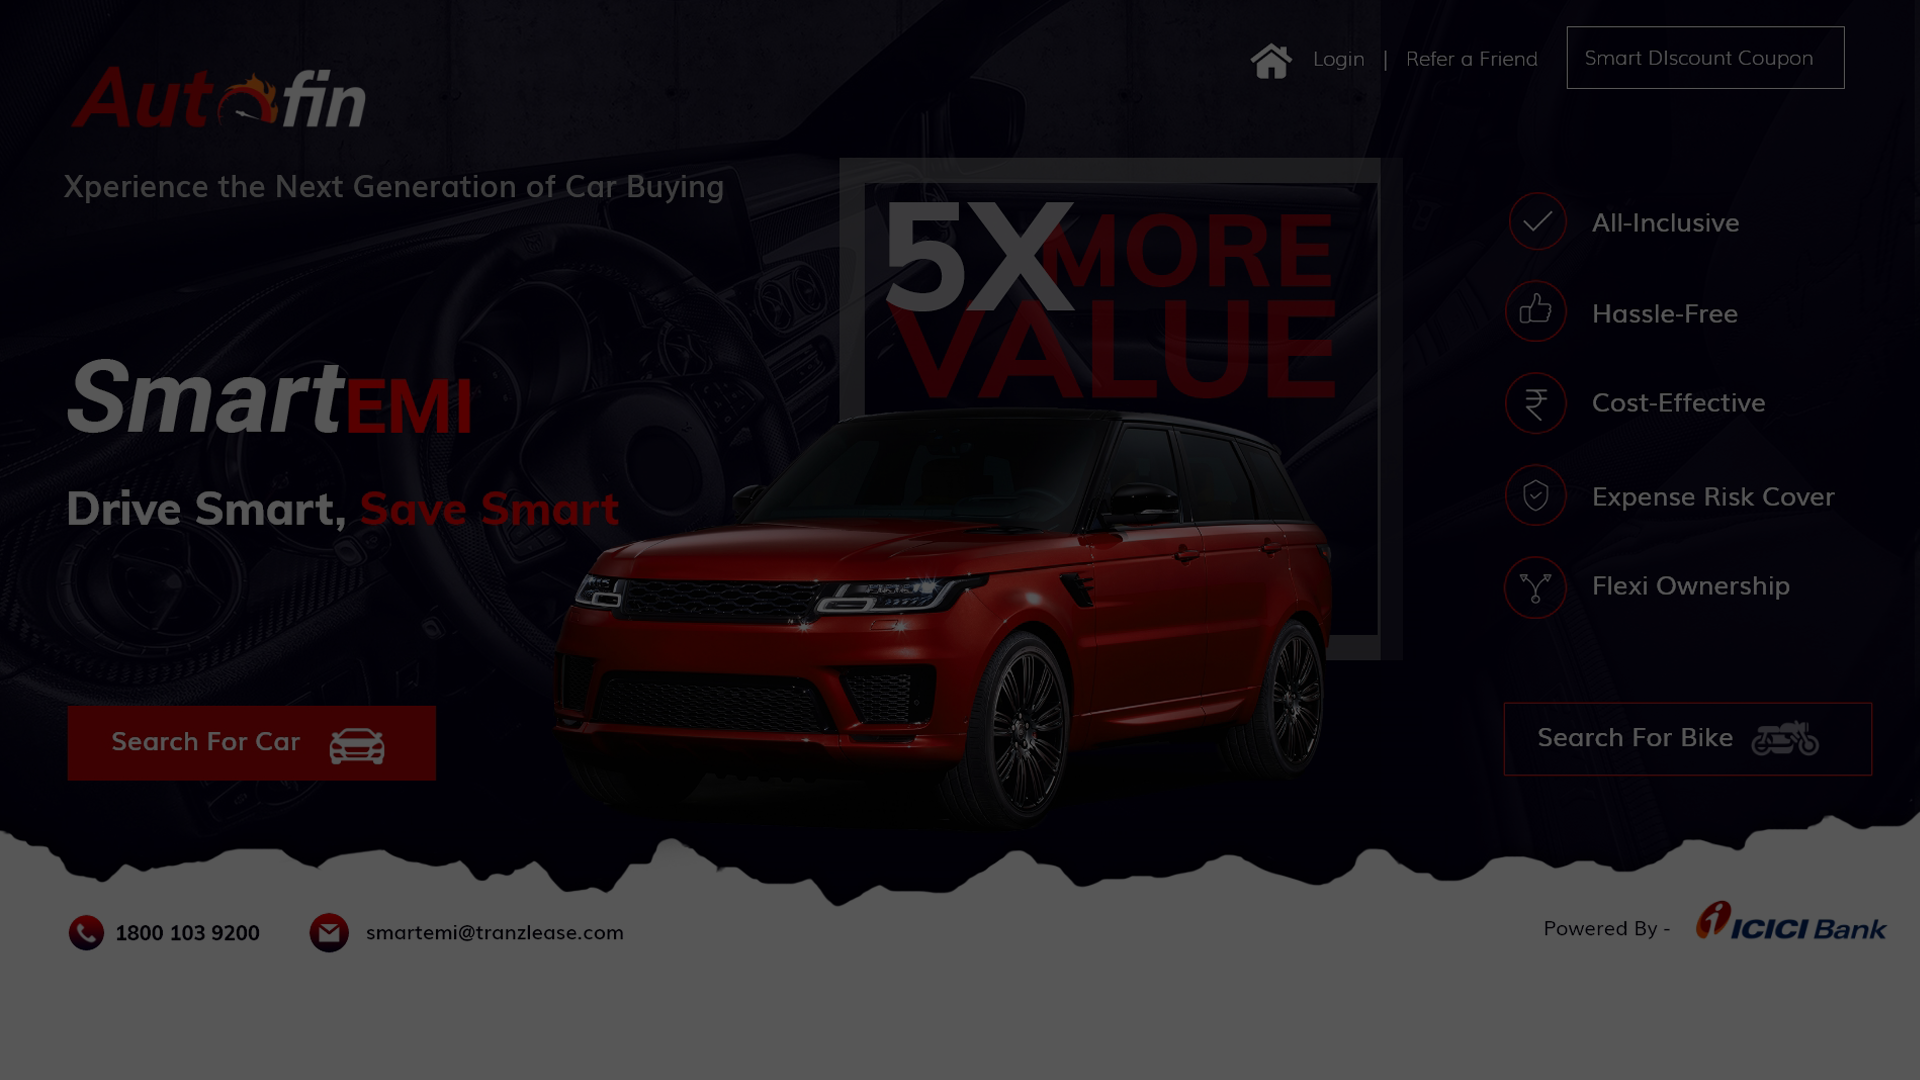 Login | Refer a Friend
Smart DIscount Coupon
Autofin
Xperience the Next Generation of Car Buying
5X MORE
VALUE
SmartEMI
Drive Smart, Save Smart
All-Inclusive
Hassle-Free
Cost-Effective
Expense Risk Cover
Flexi Ownership
Search For Car
Search For Bike
1800 103 9200
smartemi@tranzlease.com
Powered By -
ICICI Bank